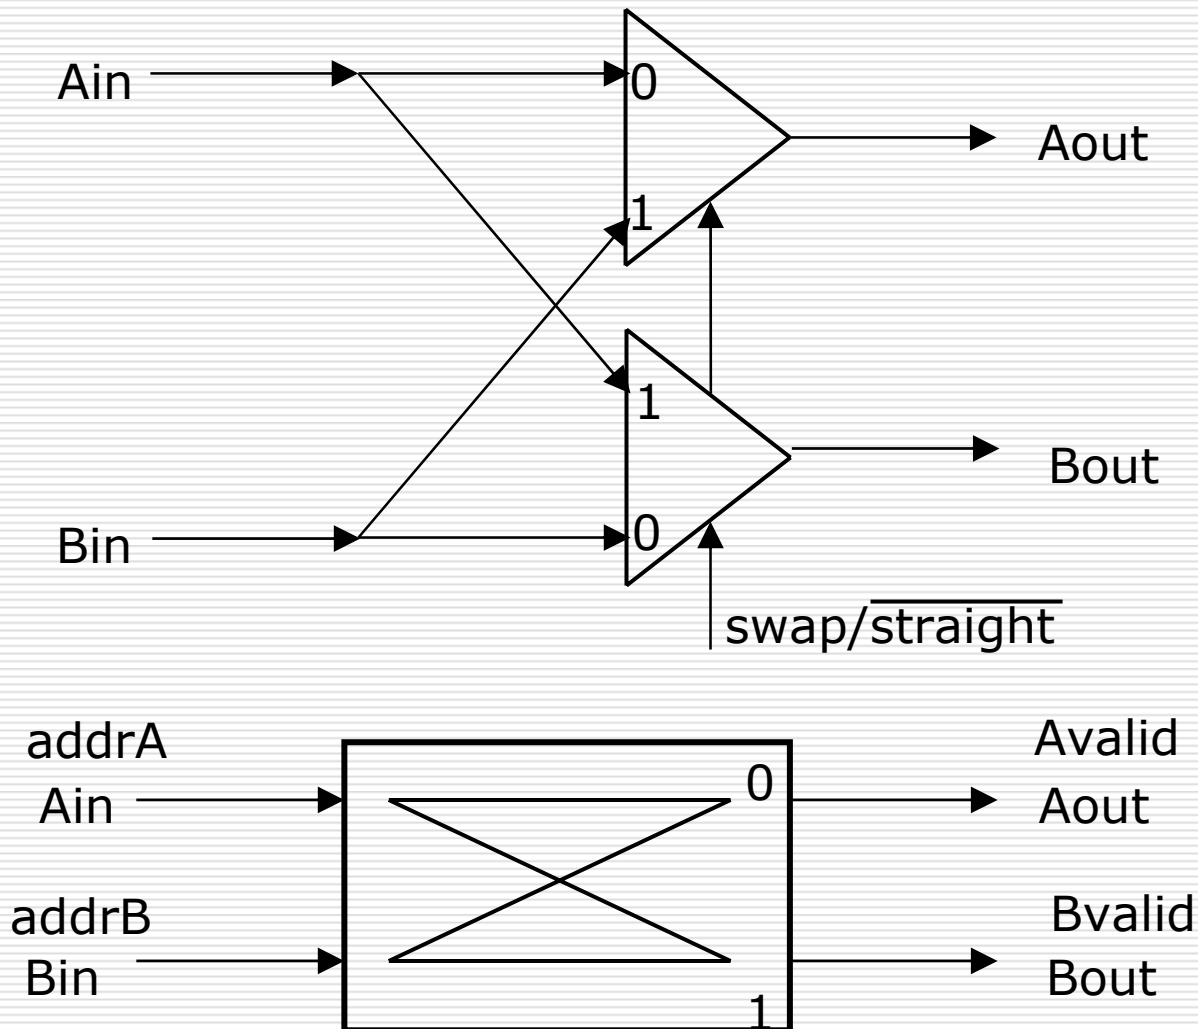 Ain
0
Aout
1
1
Bout
Bin
0
swap/straight
addrA
Avalid
0
Ain
Aout
addrB
Bvalid
Bin
Bout
1